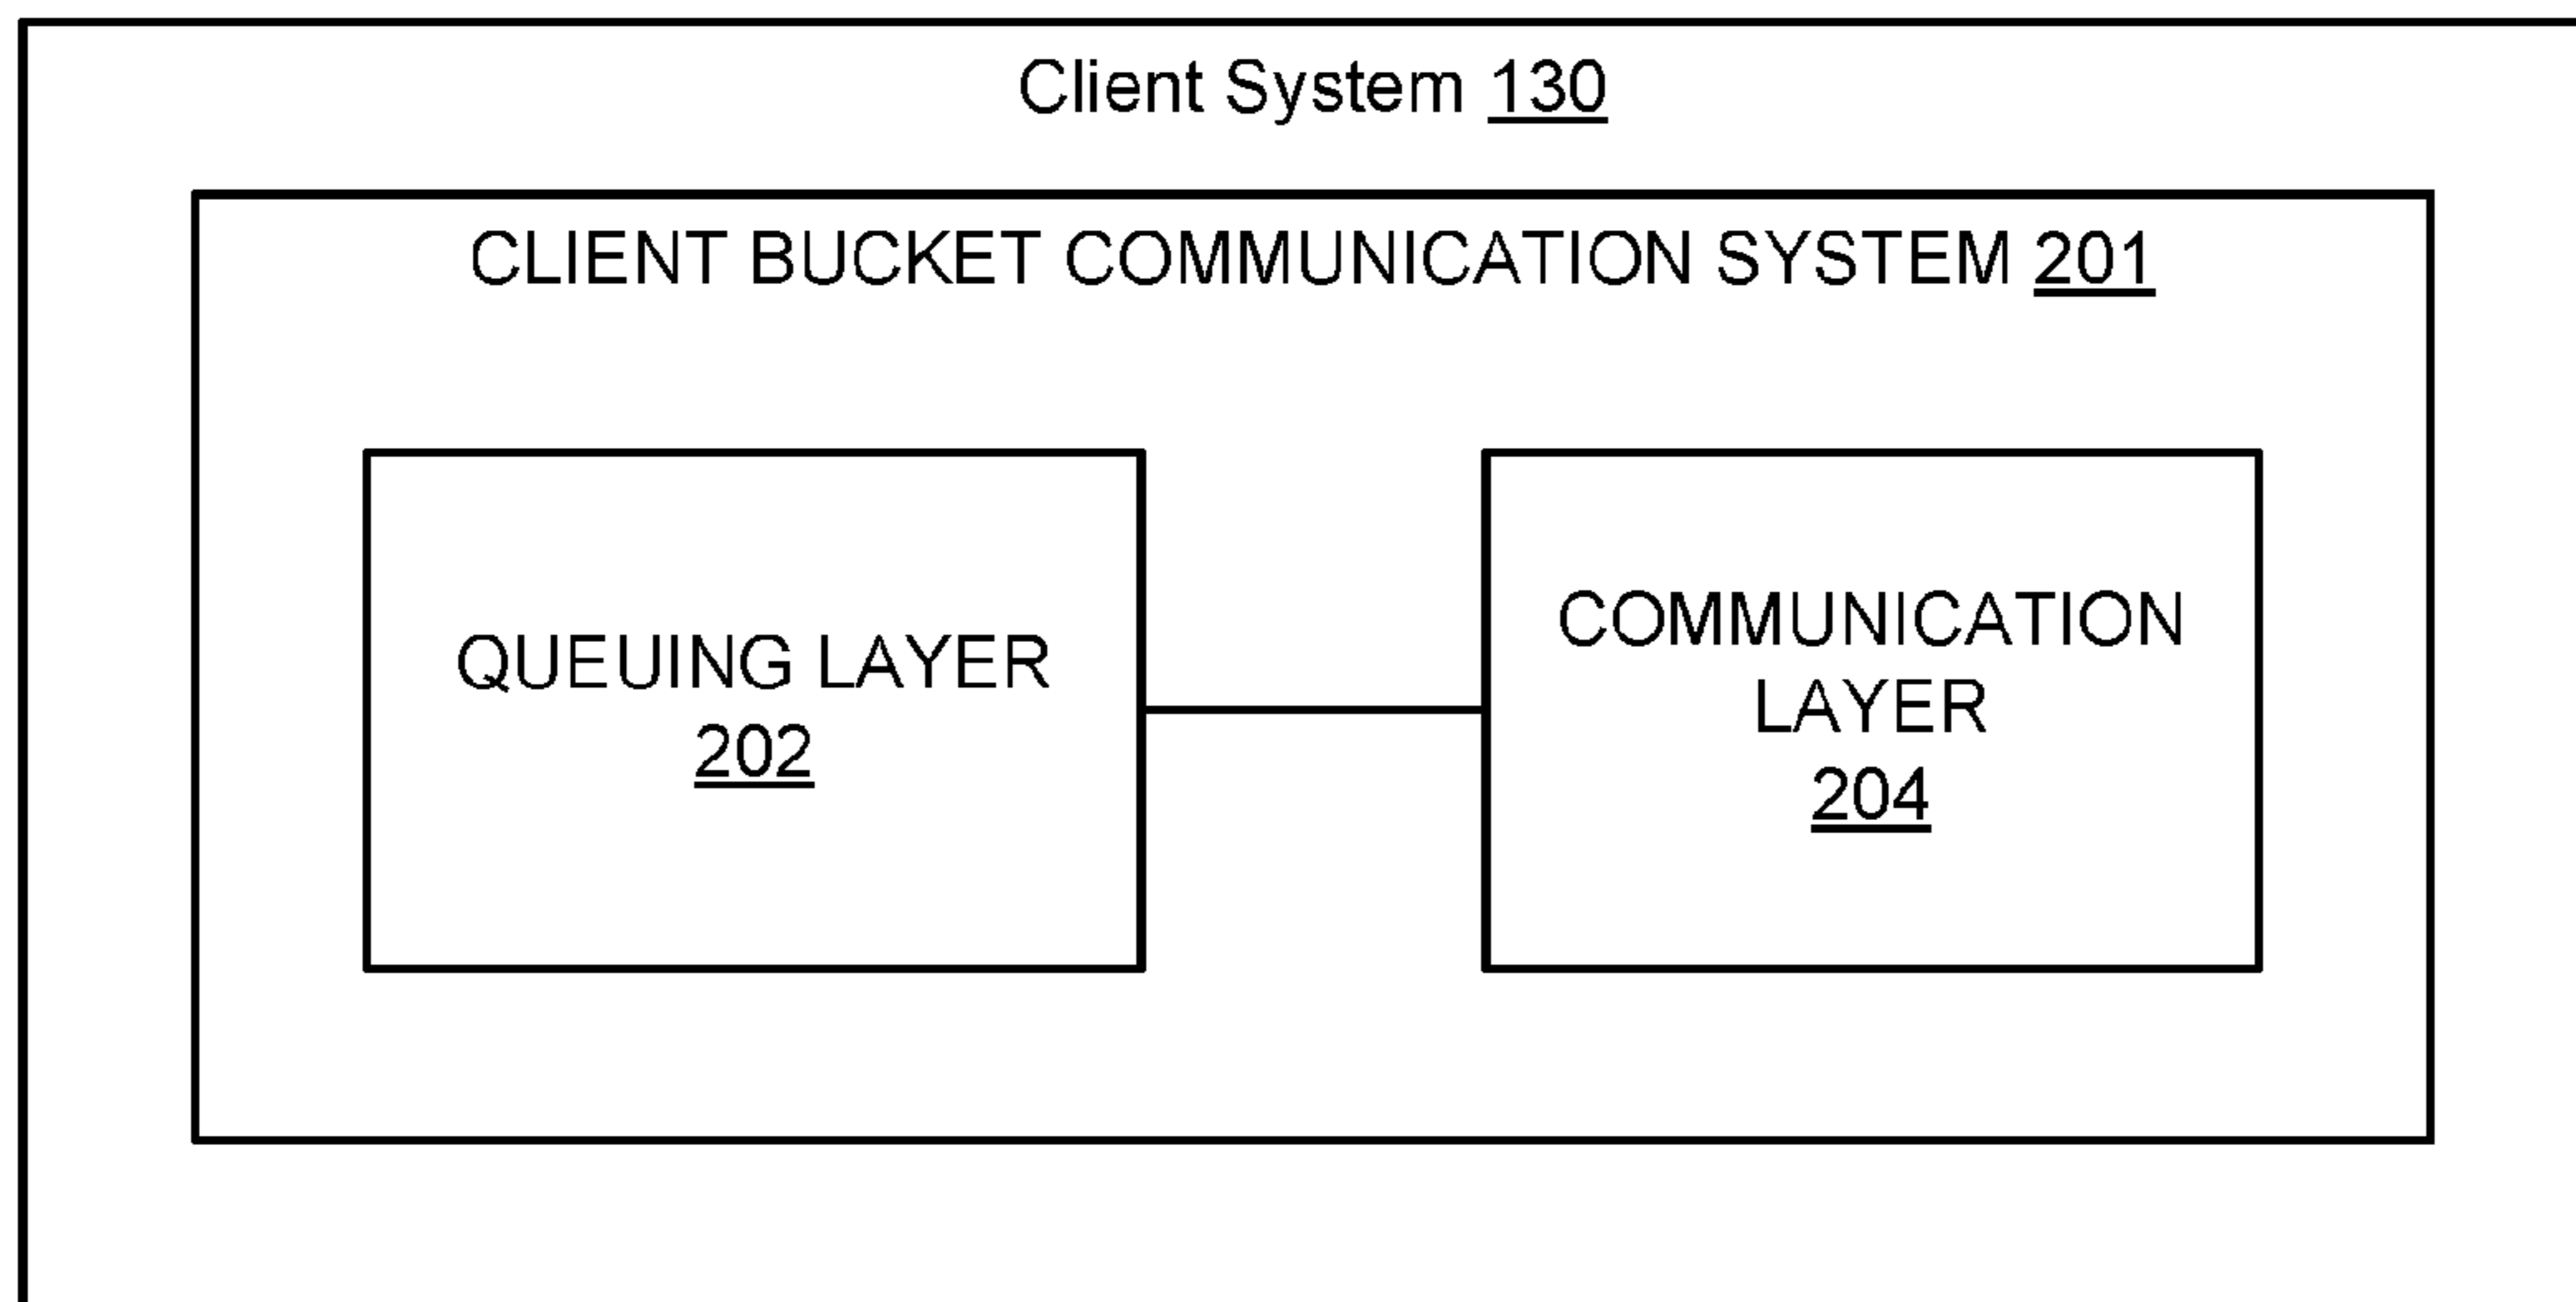 Client System 130
CLIENT BUCKET COMMUNICATION SYSTEM 201
QUEUING LAYER
202
COMMUNICATION
LAYER
204